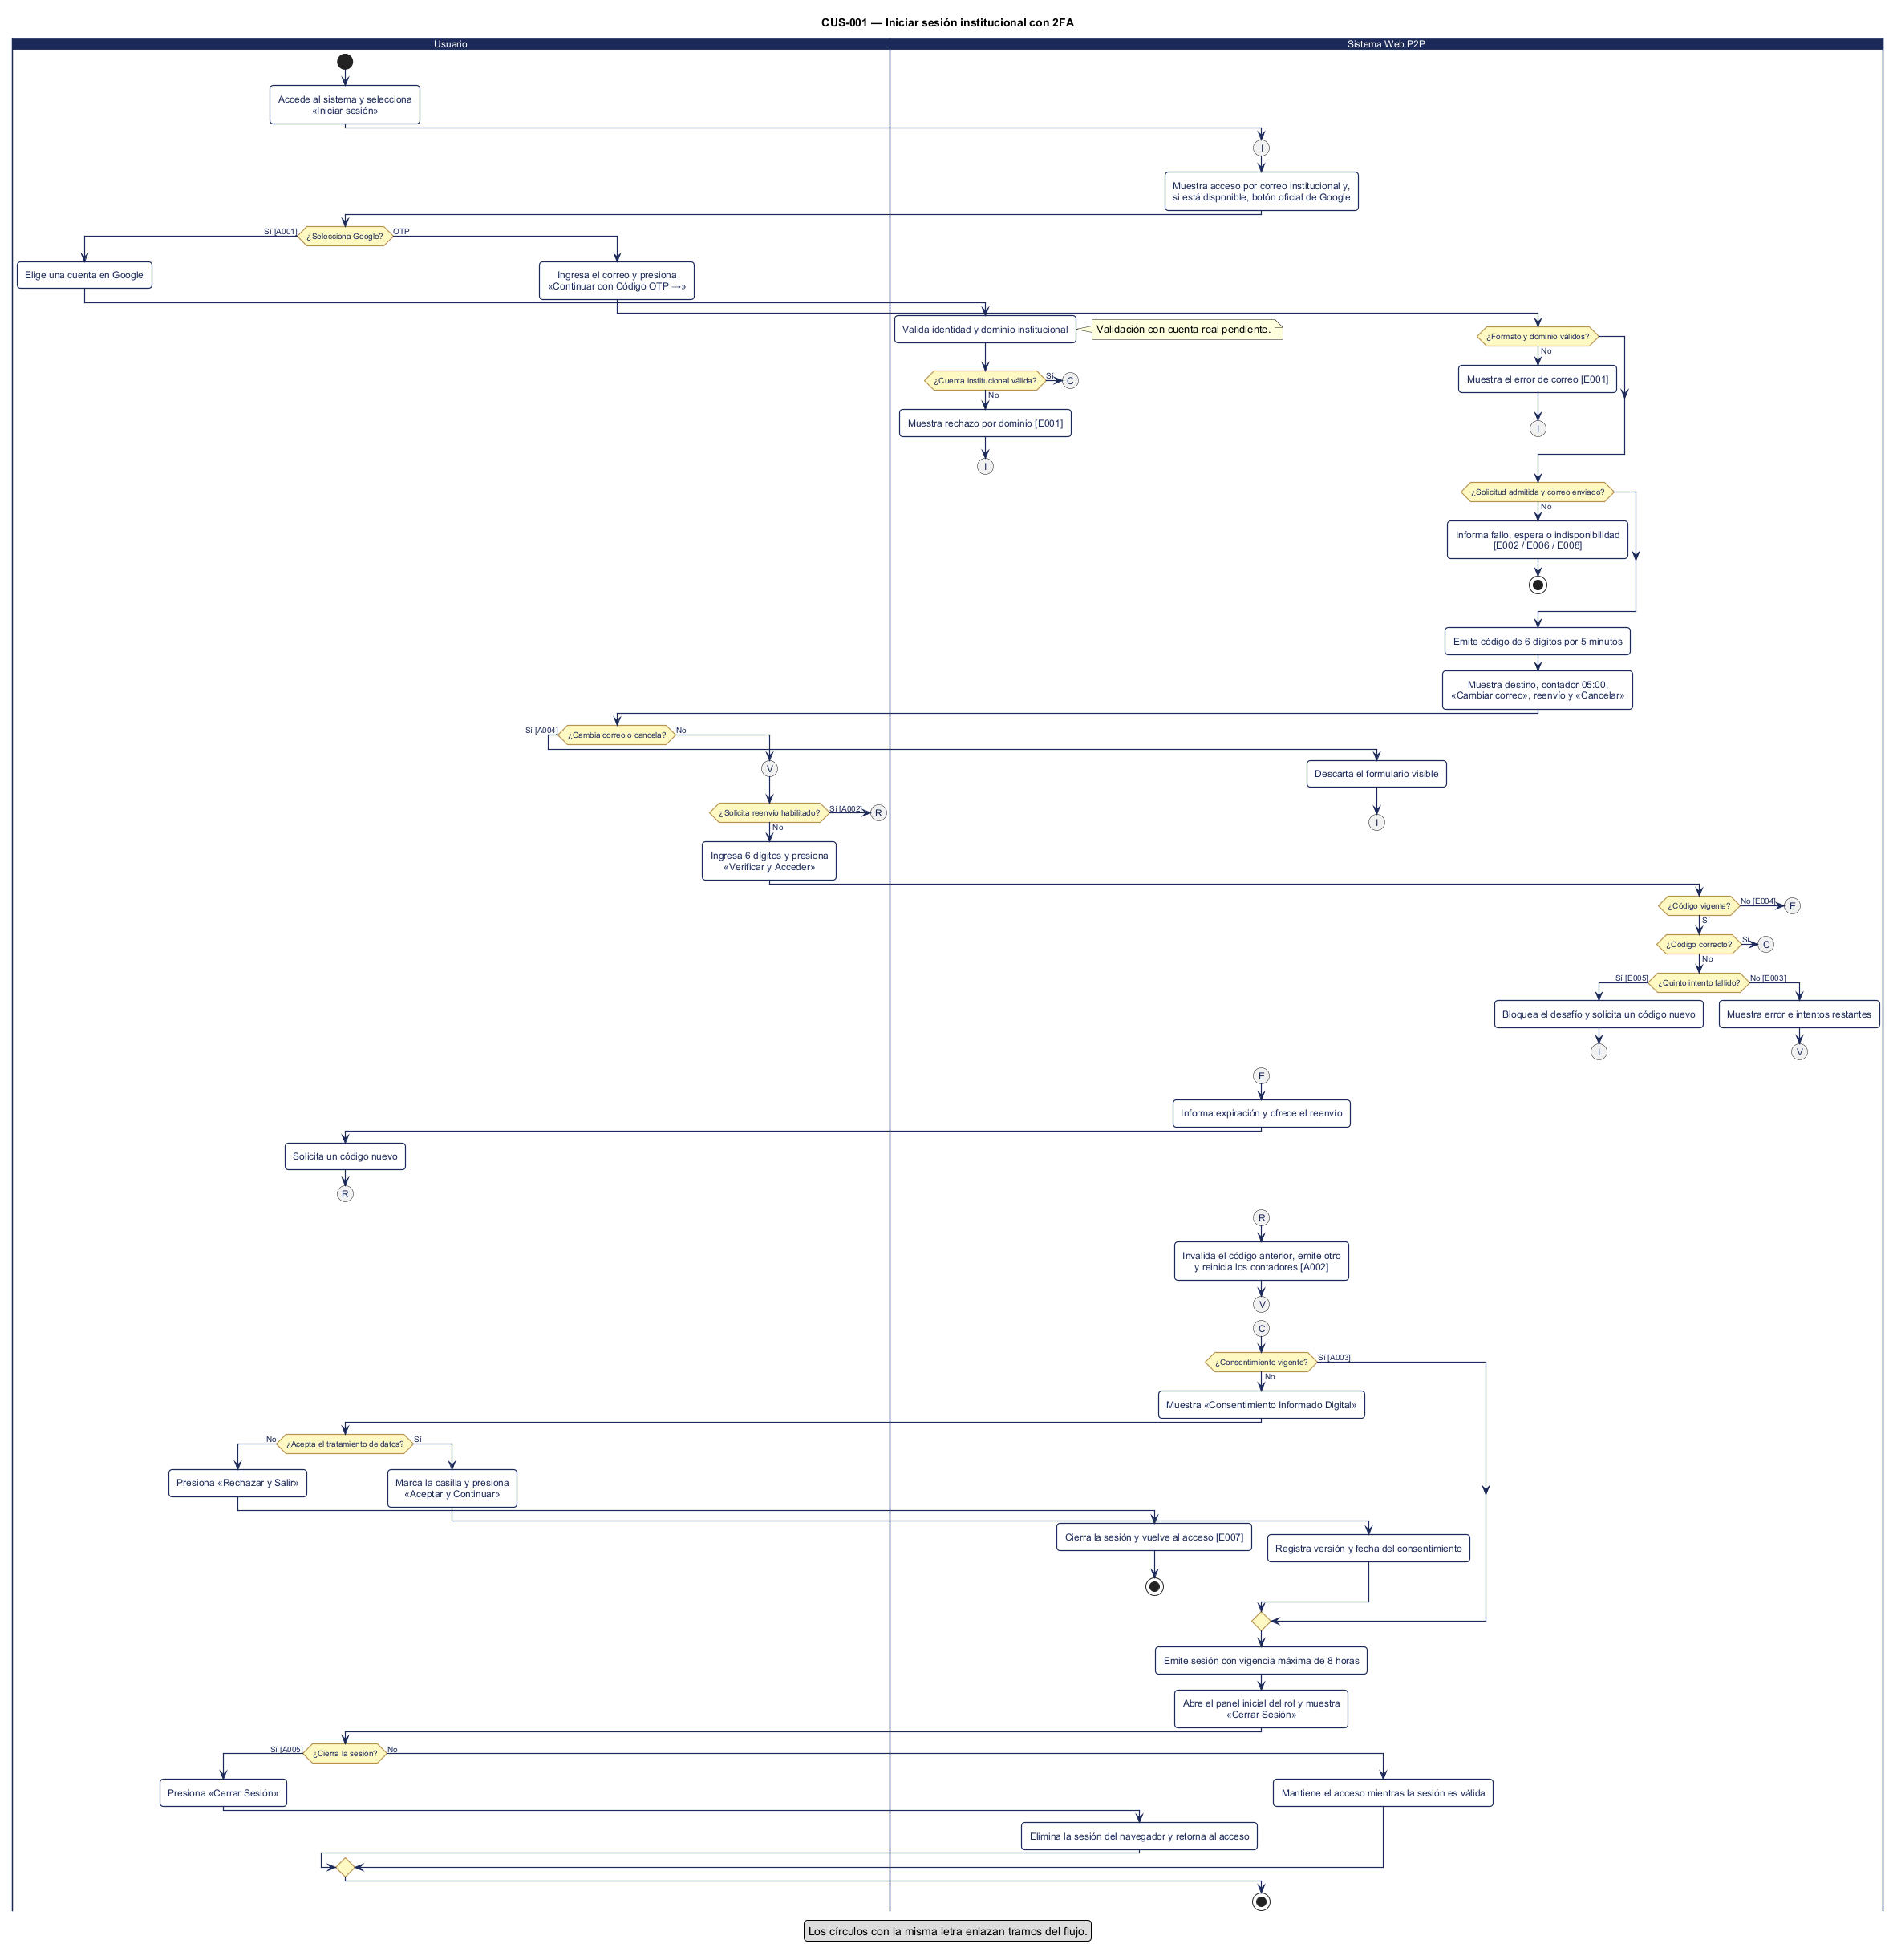 CUS-001 — Iniciar sesión institucional con 2FA
Usuario
Sistema Web P2P
Accede al sistema y selecciona
«Iniciar sesión»
I
Muestra acceso por correo institucional y,
si está disponible, botón oficial de Google
¿Selecciona Google?
Sí [A001]
OTP
Elige una cuenta en Google
Ingresa el correo y presiona
«Continuar con Código OTP →»
Valida identidad y dominio institucional
Validación con cuenta real pendiente.
¿Formato y dominio válidos?
No
Muestra el error de correo [E001]
I
¿Cuenta institucional válida?
Sí
C
No
Muestra rechazo por dominio [E001]
I
¿Solicitud admitida y correo enviado?
No
Informa fallo, espera o indisponibilidad
[E002 / E006 / E008]
Emite código de 6 dígitos por 5 minutos
Muestra destino, contador 05:00,
«Cambiar correo», reenvío y «Cancelar»
Sí [A004]
¿Cambia correo o cancela?
No
V
Descarta el formulario visible
I
¿Solicita reenvío habilitado?
Sí [A002]
R
No
Ingresa 6 dígitos y presiona
«Verificar y Acceder»
¿Código vigente?
No [E004]
E
Sí
¿Código correcto?
Sí
C
No
Sí [E005]
¿Quinto intento fallido?
No [E003]
Bloquea el desafío y solicita un código nuevo
Muestra error e intentos restantes
I
V
E
Informa expiración y ofrece el reenvío
Solicita un código nuevo
R
R
Invalida el código anterior, emite otro
y reinicia los contadores [A002]
V
C
¿Consentimiento vigente?
Sí [A003]
No
Muestra «Consentimiento Informado Digital»
No
¿Acepta el tratamiento de datos?
Sí
Presiona «Rechazar y Salir»
Marca la casilla y presiona
«Aceptar y Continuar»
Cierra la sesión y vuelve al acceso [E007]
Registra versión y fecha del consentimiento
Emite sesión con vigencia máxima de 8 horas
Abre el panel inicial del rol y muestra
«Cerrar Sesión»
Sí [A005]
¿Cierra la sesión?
No
Presiona «Cerrar Sesión»
Mantiene el acceso mientras la sesión es válida
Elimina la sesión del navegador y retorna al acceso
Los círculos con la misma letra enlazan tramos del flujo.